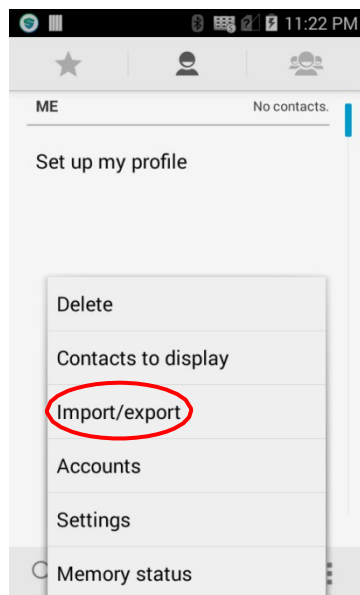 11:22 PM
ME No contacts.
Set up my profile
Delete
Contacts to display
Import/export
Accounts
Settings
Memory status